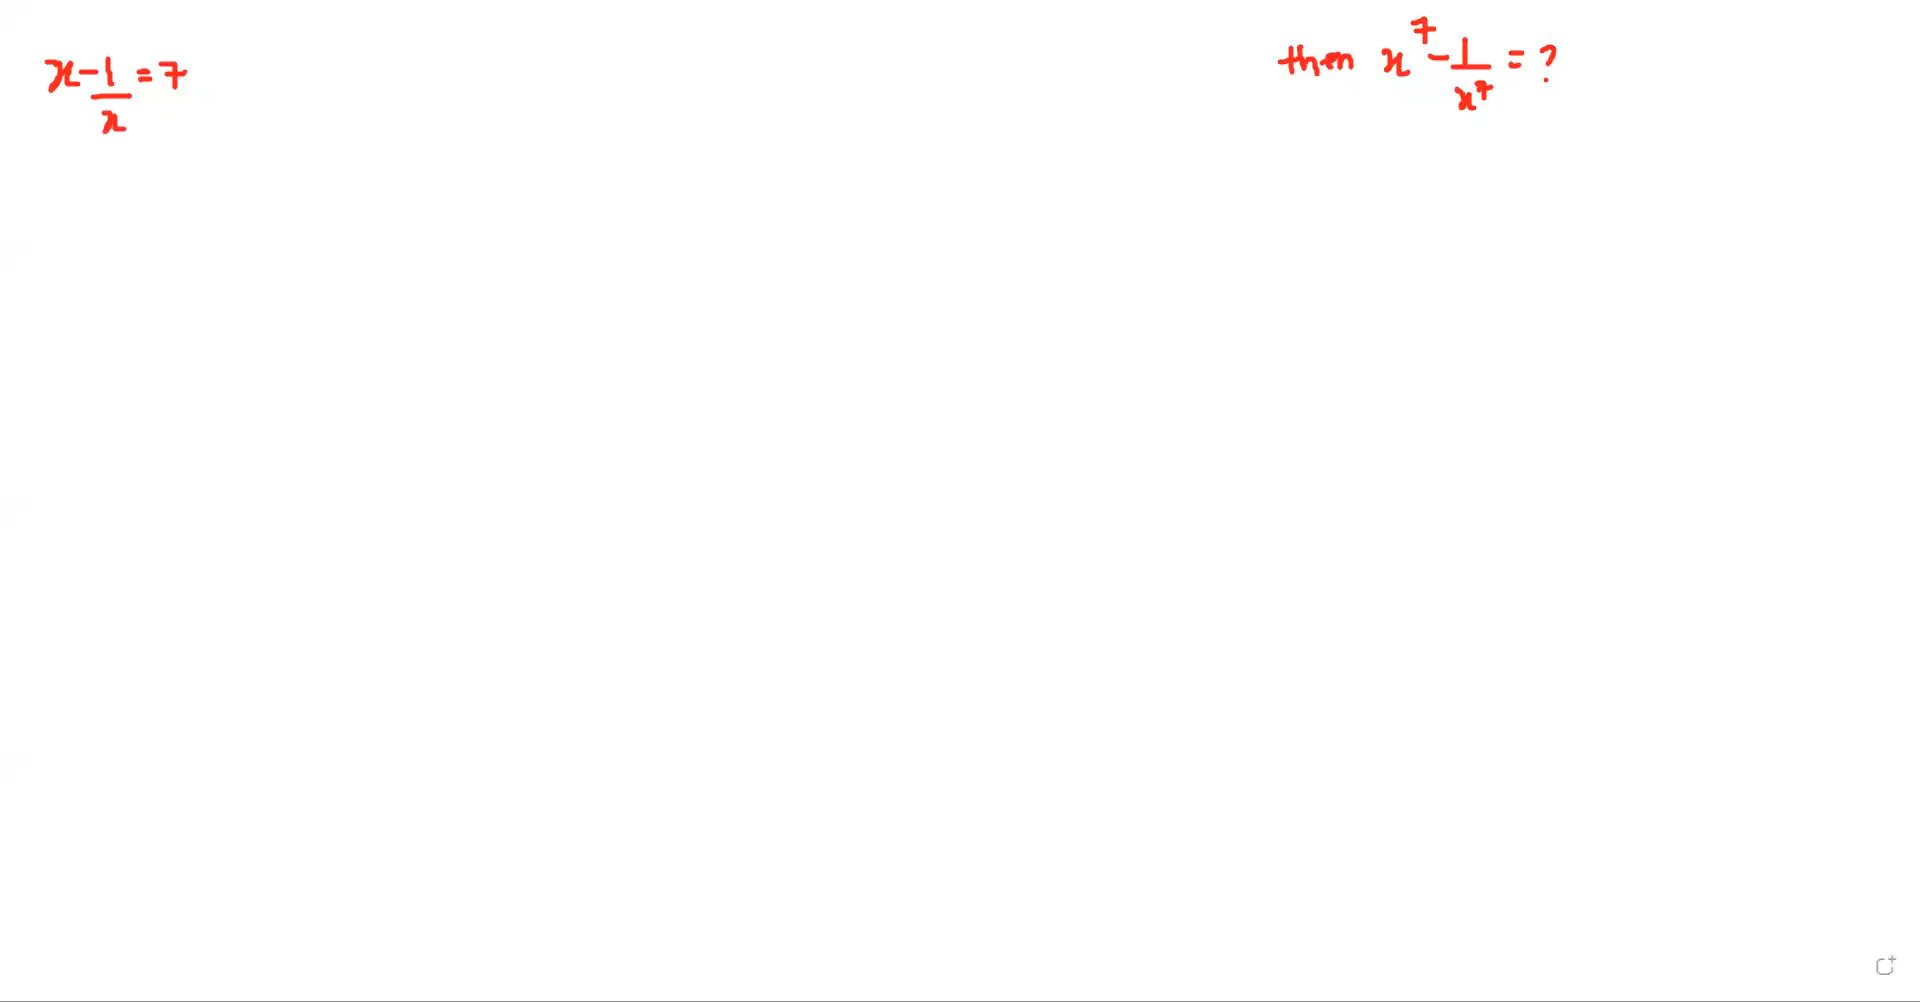 x - 1/x = 7
then x^7 - 1/x^7 = ?